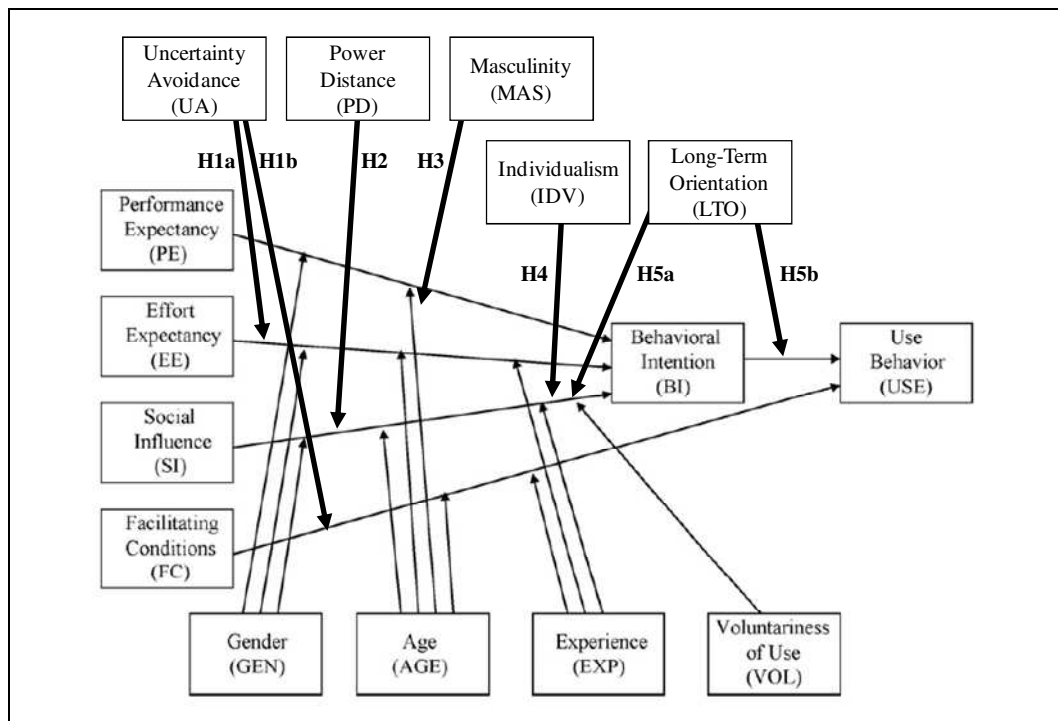 Uncertainty
Avoidance
(UA)
Power
Distance
(PD)
Masculinity
(MAS)
H1a
H1b
H2
H3
Individualism
(IDV)
Long-Term
Orientation
(LTO)
Performance
Expectancy
(PE)
H4
H5a
H5b
Effort
Expectancy
(EE)
Behavioral
Intention
(BI)
Use
Behavior
(USE)
Social
Influence
(SI)
Facilitating
Conditions
(FC)
Gender
(GEN)
Age
(AGE)
Experience
(EXP)
Voluntariness
of Use
(VOL)